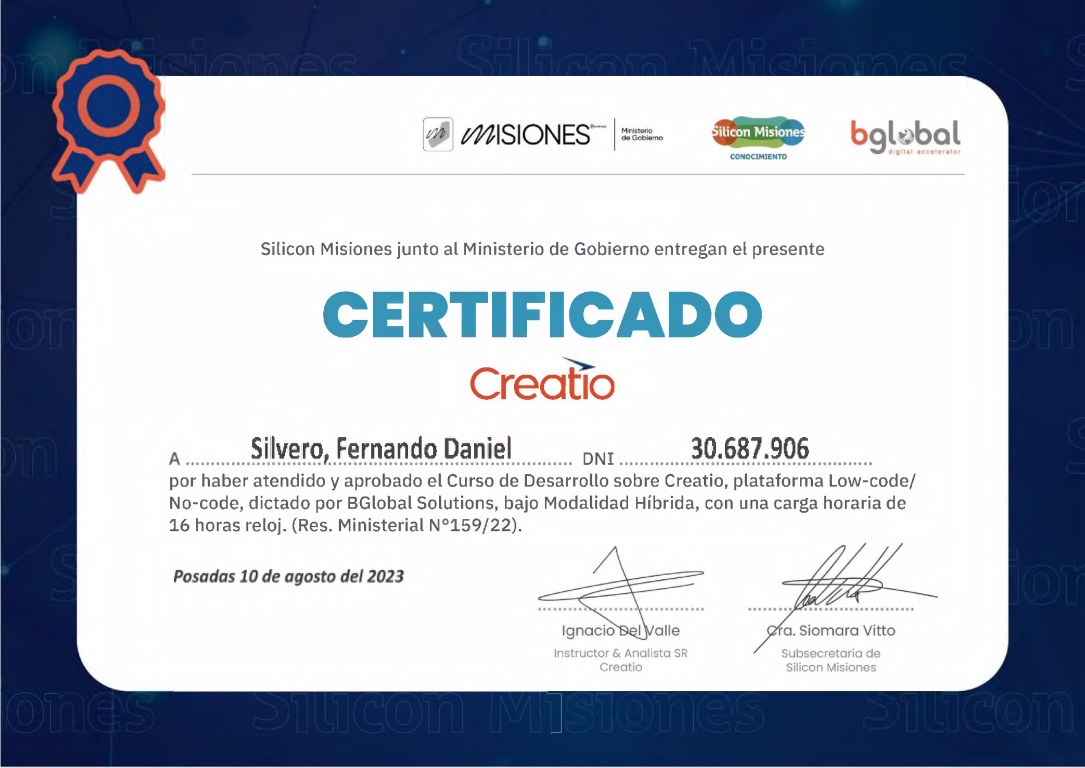 Silicon Misiones
MISIONES
Ministerio
de Gobierno
Silicon Misiones
CONOCIMIENTO
bglobal
digital accelerator
Silicon Misiones junto al Ministerio de Gobierno entregan el presente
CERTIFICADO
Creatio
A Silvero, Fernando Daniel DNI 30.687.906
por haber atendido y aprobado el Curso de Desarrollo sobre Creatio, plataforma Low-code/
No-code, dictado por BGlobal Solutions, bajo Modalidad Híbrida, con una carga horaria de
16 horas reloj. (Res. Ministerial N°159/22).
Posadas 10 de agosto del 2023
Ignacio Del Valle
Instructor & Analista SR
Creatio
Cra. Siomara Vitto
Subsecretaria de
Silicon Misiones
Silicon Misiones